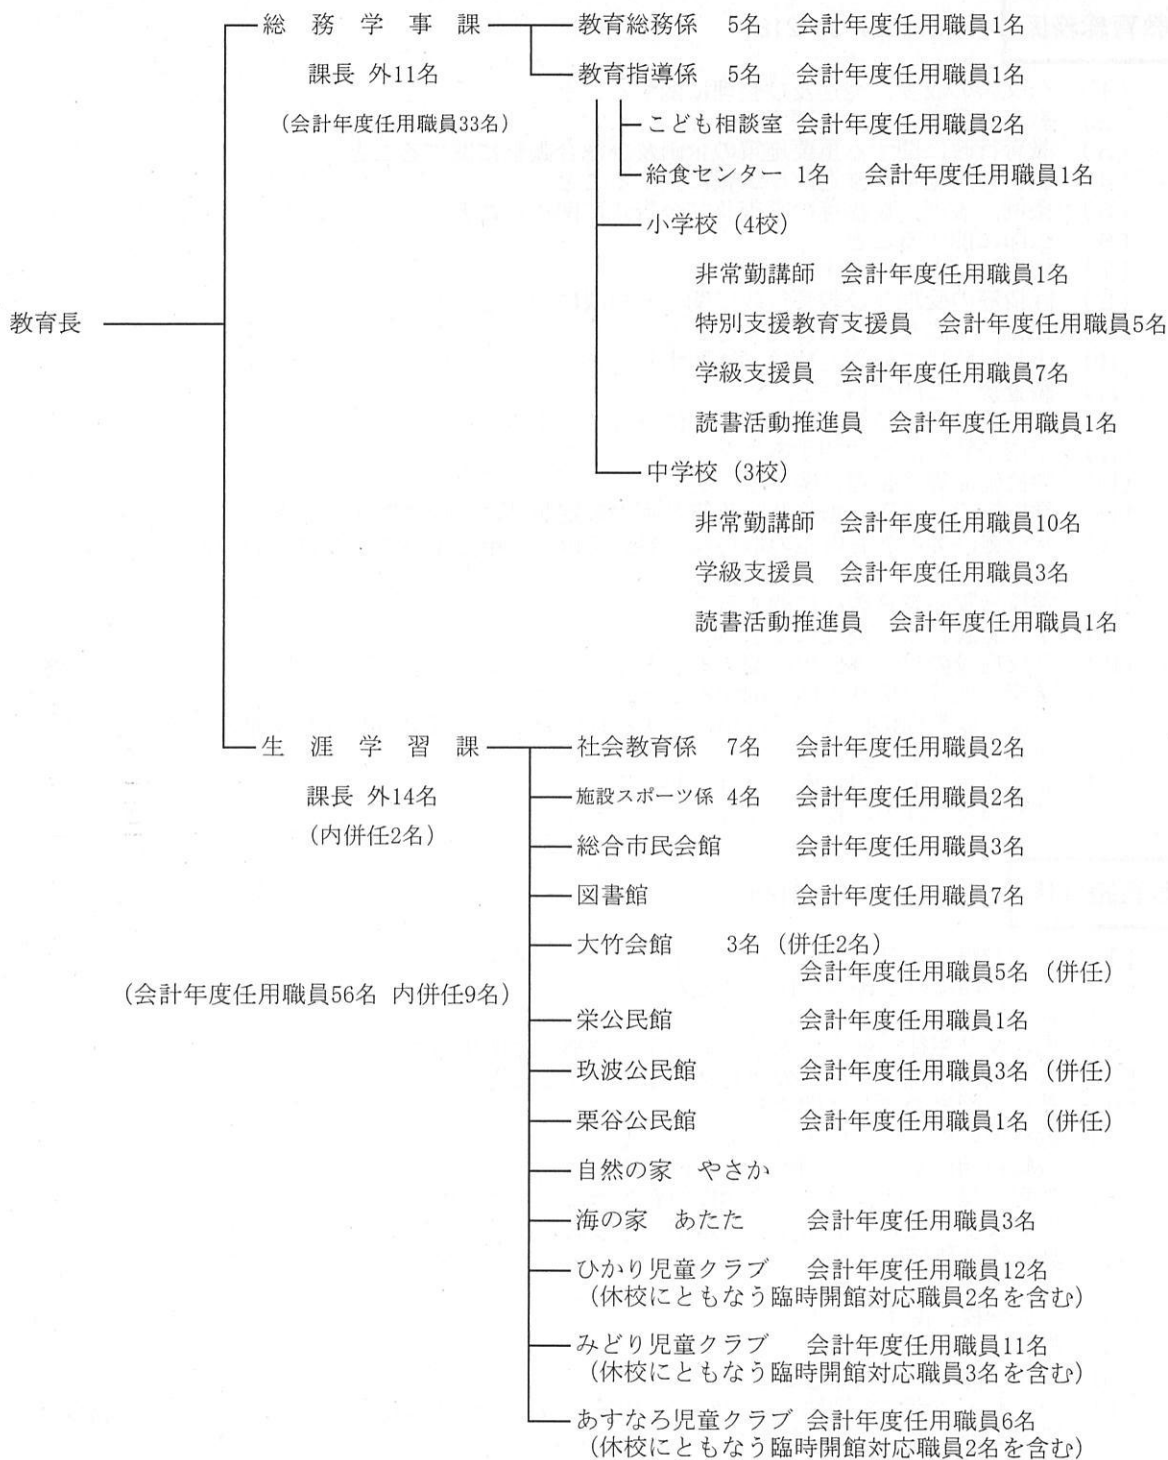 総務学事課 教育総務係 5名 会計年度任用職員1名
課長 外11名 教育指導係 5名 会計年度任用職員1名
(会計年度任用職員33名) こども相談室 会計年度任用職員2名
給食センター 1名 会計年度任用職員1名
小学校 (4校)
非常勤講師 会計年度任用職員1名
教育長 特別支援教育支援員 会計年度任用職員5名
学級支援員 会計年度任用職員7名
読書活動推進員 会計年度任用職員1名
中学校 (3校)
非常勤講師 会計年度任用職員10名
学級支援員 会計年度任用職員3名
読書活動推進員 会計年度任用職員1名
生涯学習課 社会教育係 7名 会計年度任用職員2名
課長 外14名 施設スポーツ係 4名 会計年度任用職員2名
(内併任2名) 総合市民会館 会計年度任用職員3名
図書館 会計年度任用職員7名
大竹会館 3名 (併任2名)
会計年度任用職員5名 (併任)
(会計年度任用職員56名 内併任9名)
栄公民館 会計年度任用職員1名
玖波公民館 会計年度任用職員3名 (併任)
栗谷公民館 会計年度任用職員1名 (併任)
自然の家 やさか
海の家 あたた 会計年度任用職員3名
ひかり児童クラブ 会計年度任用職員12名
(休校にともなう臨時開館対応職員2名を含む)
みどり児童クラブ 会計年度任用職員11名
(休校にともなう臨時開館対応職員3名を含む)
あすなろ児童クラブ 会計年度任用職員6名
(休校にともなう臨時開館対応職員2名を含む)